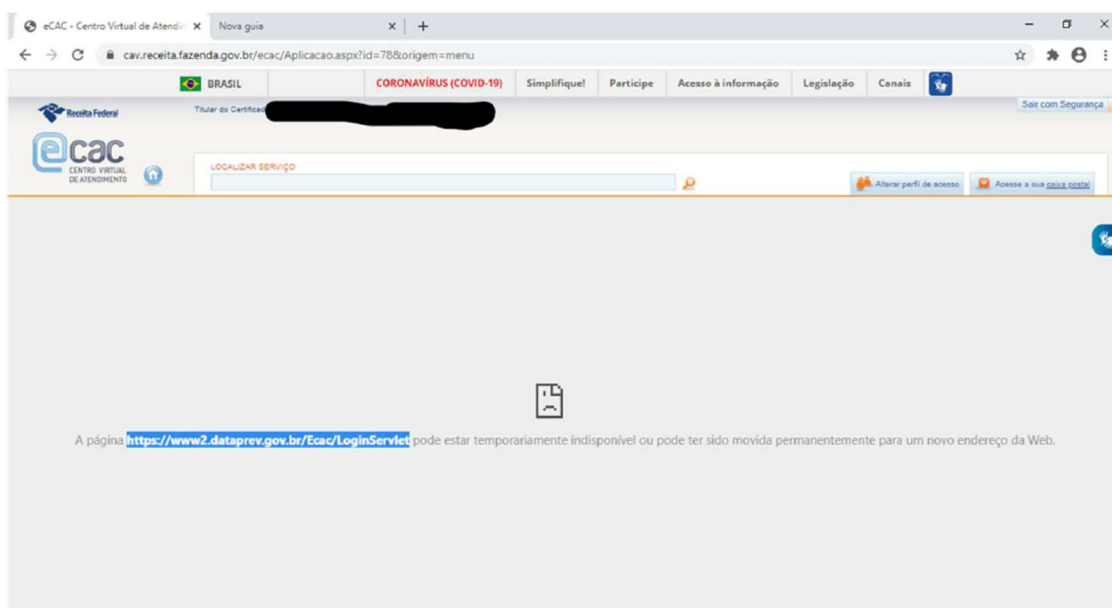 eCAC - Centro Virtual de Atendin
Nova guia
cav.receita.fazenda.gov.br/ecac/Aplicacao.aspx?id=78&origem=menu
BRASIL
CORONAVÍRUS (COVID-19)
Simplifique!
Participe
Acesso à informação
Legislação
Canais
Receita Federal
Titular do Certificad
Sair com Segurança
ecac
CENTRO VIRTUAL
DE ATENDIMENTO
LOCALIZAR SERVIÇO
Alterar perfil de acesso
Acesse a sua caixa postal
A página https://www2.dataprev.gov.br/Ecac/LoginServlet pode estar temporariamente indisponível ou pode ter sido movida permanentemente para um novo endereço da Web.